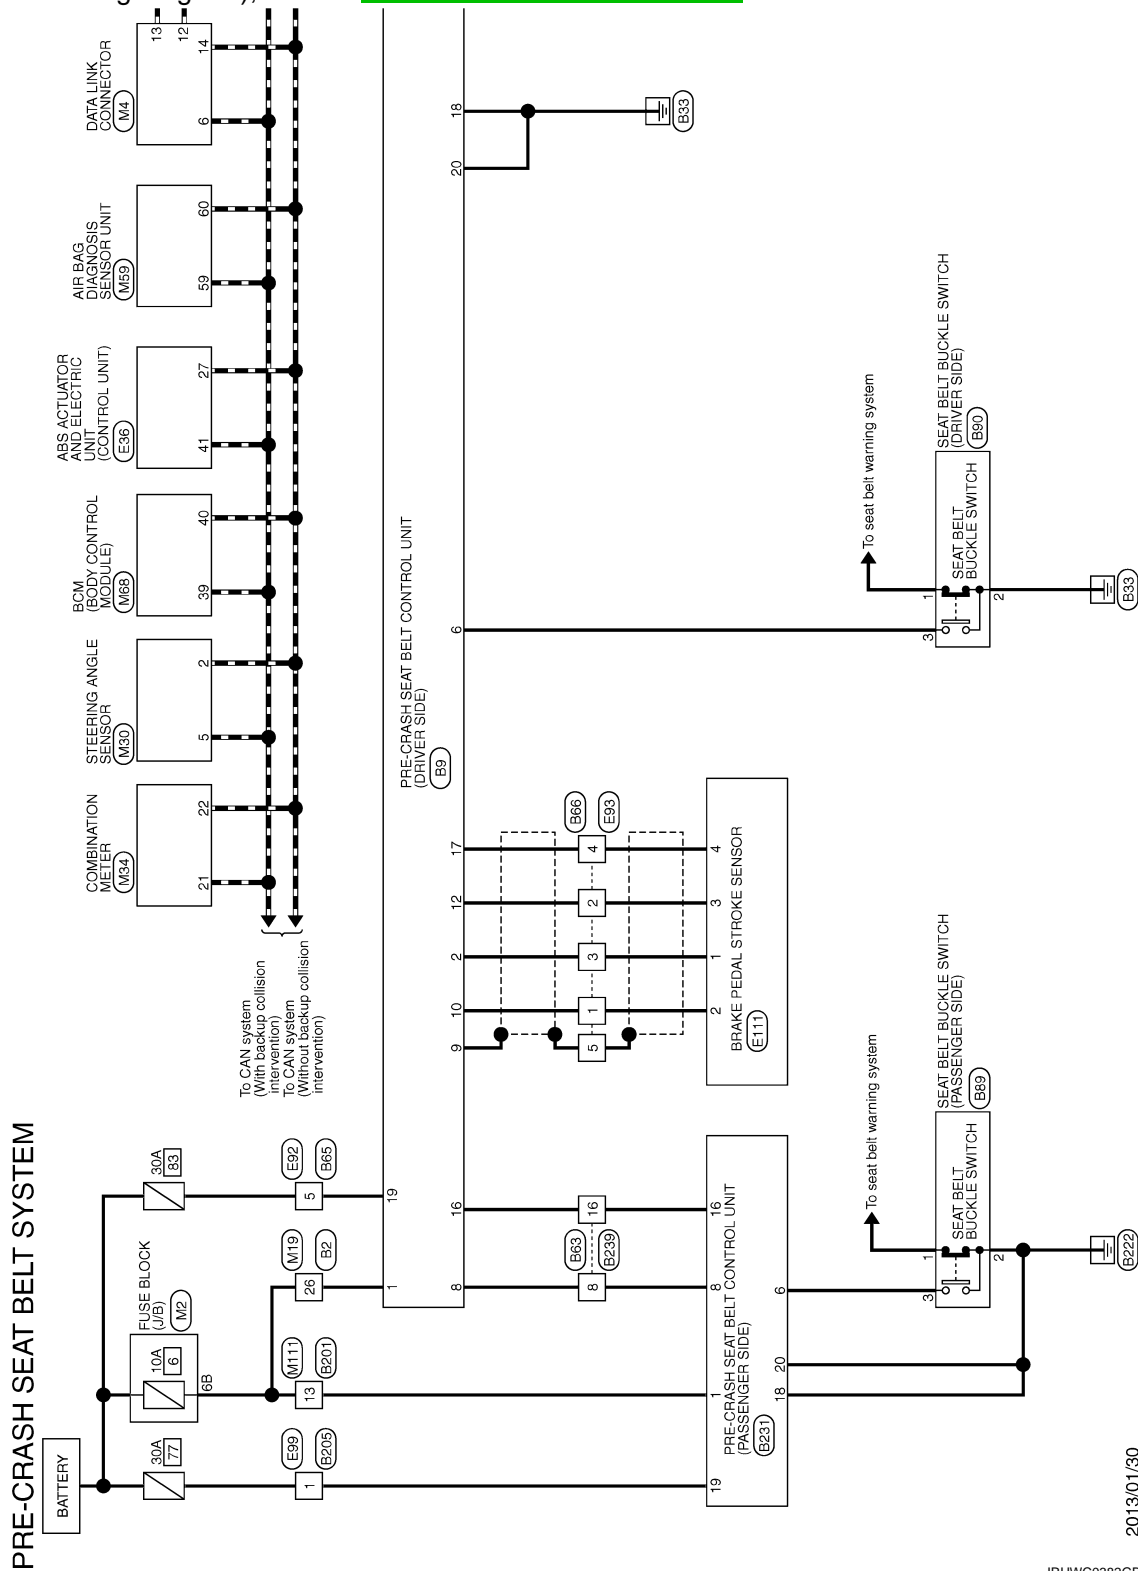 PRE-CRASH SEAT BELT SYSTEM
BATTERY
30A
77
10A
6
FUSE BLOCK
(J/B)
M2
6B
30A
83
E99
B205
1
M111
B201
13
M19
B2
26
E92
B65
5
To CAN system
(With backup collision
intervention)
To CAN system
(Without backup collision
intervention)
COMBINATION
METER
M34
21
22
STEERING ANGLE
SENSOR
M30
5
2
BCM
(BODY CONTROL
MODULE)
M68
39
40
ABS ACTUATOR
AND ELECTRIC
UNIT
(CONTROL UNIT)
E36
41
27
AIR BAG
DIAGNOSIS
SENSOR UNIT
M59
59
60
DATA LINK
CONNECTOR
M4
6
14
13
12
PRE-CRASH SEAT BELT CONTROL UNIT
(DRIVER SIDE)
B9
1
19
8
16
9
10
2
12
17
6
20
18
B33
B63
B239
8
16
B66
E93
5
1
3
2
4
PRE-CRASH SEAT BELT CONTROL UNIT
(PASSENGER SIDE)
B231
19
1
8
16
18
20
6
BRAKE PEDAL STROKE SENSOR
E111
2
1
3
4
To seat belt warning system
SEAT BELT BUCKLE SWITCH
(PASSENGER SIDE)
B89
SEAT BELT
BUCKLE SWITCH
3
1
2
B222
To seat belt warning system
SEAT BELT BUCKLE SWITCH
(DRIVER SIDE)
B90
SEAT BELT
BUCKLE SWITCH
3
1
2
B33
2013/01/30